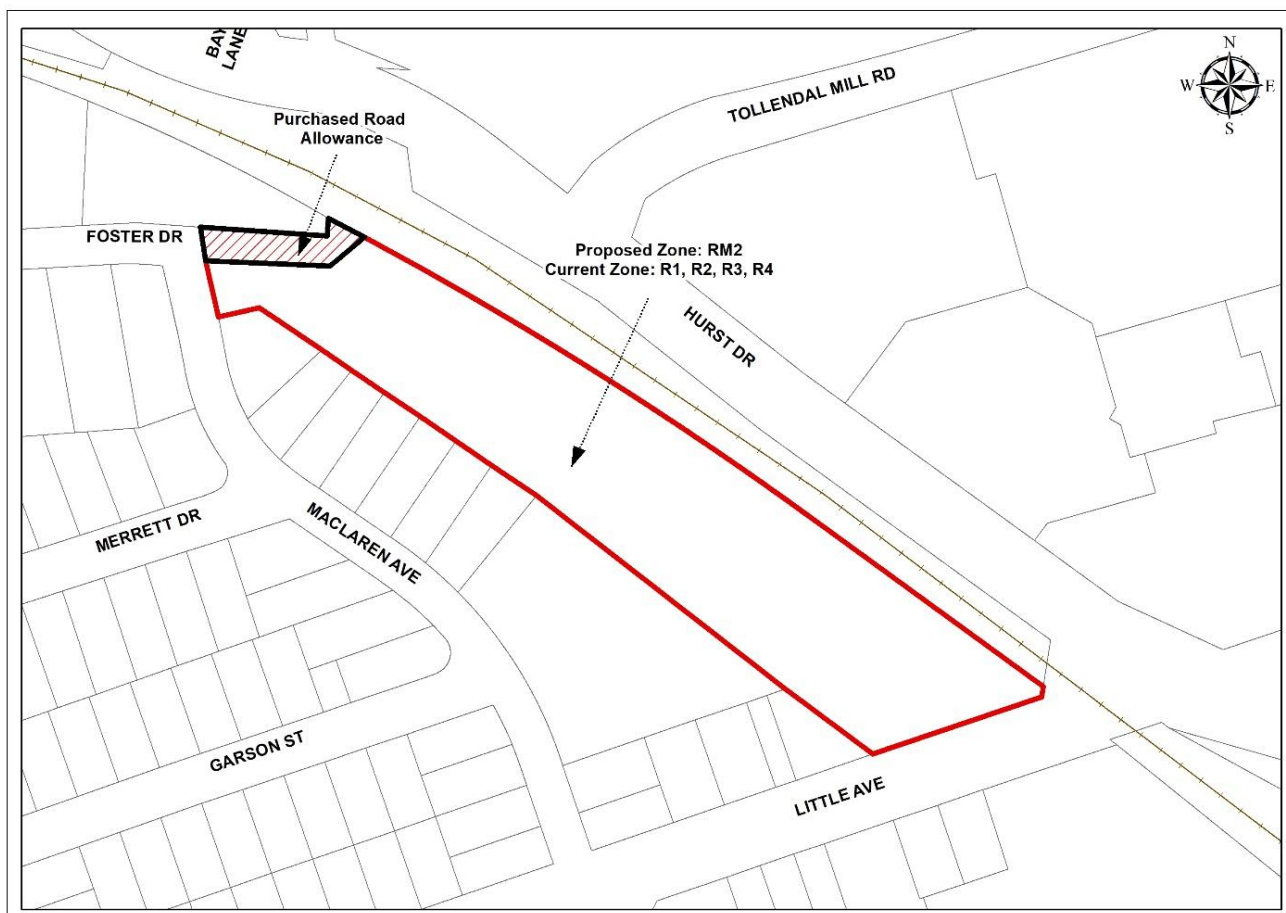 BAY
LANE
N
W E
S
TOLLENDAL MILL RD
Purchased Road
Allowance
FOSTER DR
Proposed Zone: RM2
Current Zone: R1, R2, R3, R4
HURST DR
MERRETT DR
MACLAREN AVE
GARSON ST
LITTLE AVE